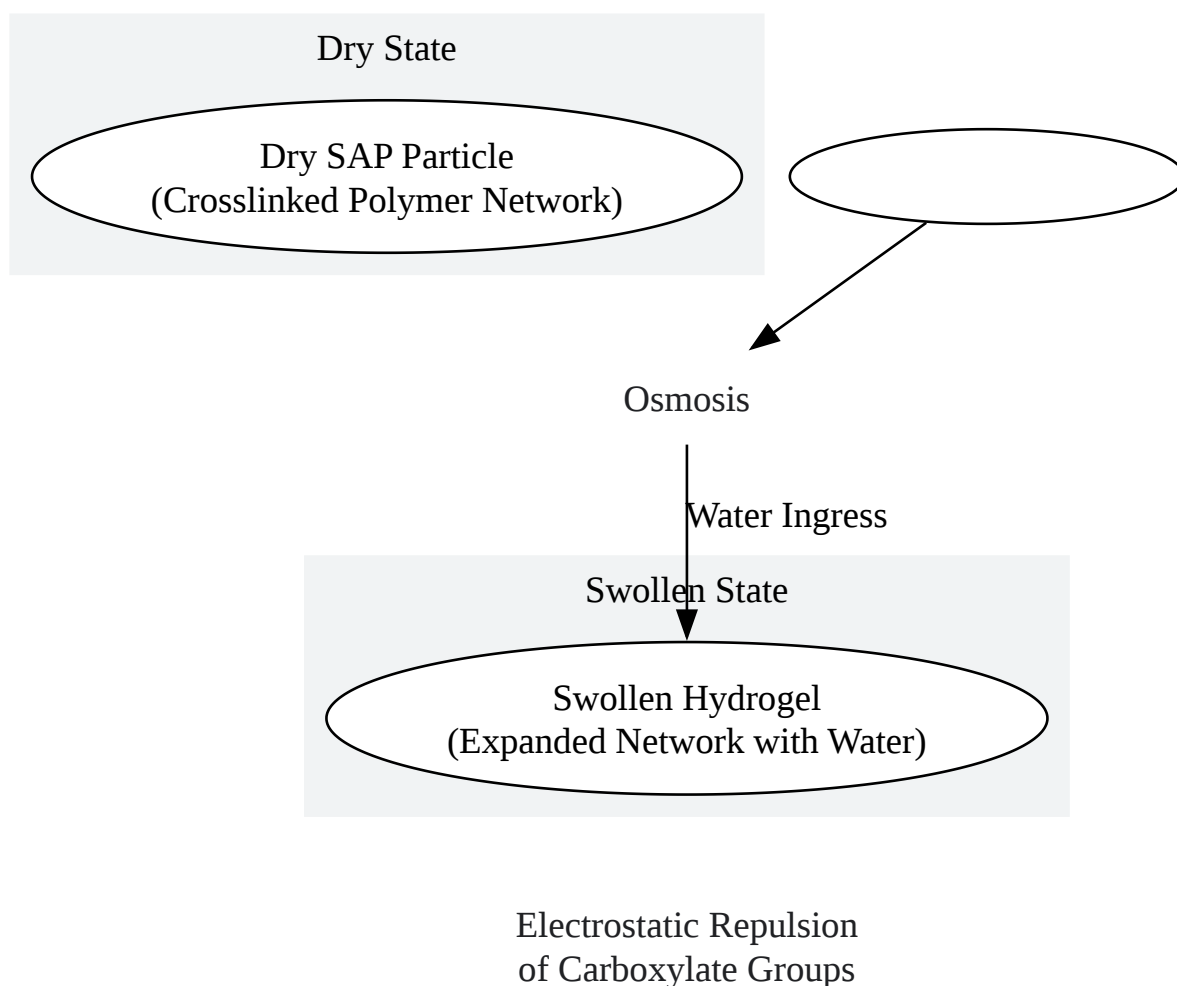 Dry State
Dry SAP Particle
(Crosslinked Polymer Network)
Osmosis
Water Ingress
Swollen State
Swollen Hydrogel
(Expanded Network with Water)
Electrostatic Repulsion
of Carboxylate Groups